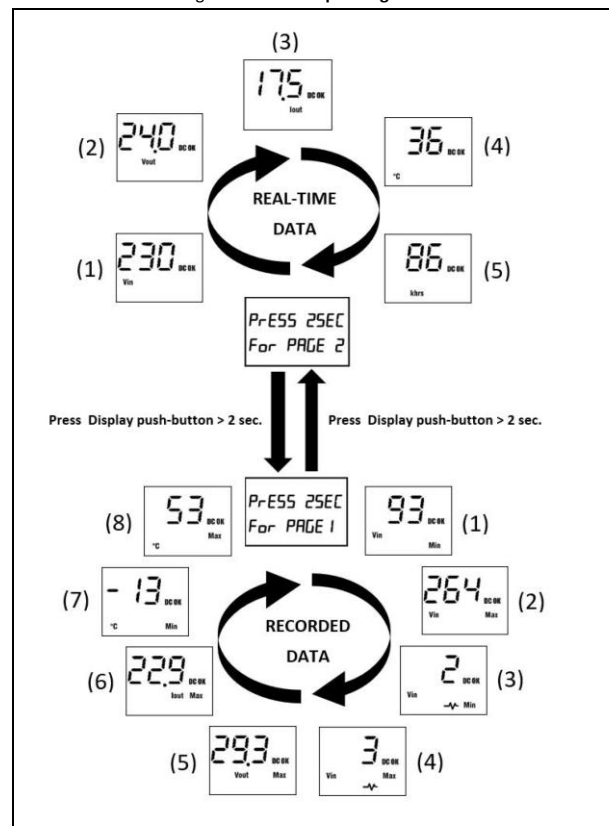 (3)
17.5 DC OK
Iout
(2)
24.0 DC OK
Vout
36 DC OK
°C
(4)
REAL-TIME
DATA
(1)
230 DC OK
Vin
86 DC OK
khrs
(5)
PrESS 2SEC
For PAGE 2
Press Display push-button > 2 sec.
Press Display push-button > 2 sec.
PrESS 2SEC
For PAGE 1
(8)
53 DC OK
Max
°C
93 DC OK
Vin
Min
(1)
(7)
-13 DC OK
°C Min
264 DC OK
Vin Max
(2)
RECORDED
DATA
(6)
22.9 DC OK
Iout Max
2 DC OK
Vin
Min
(3)
(5)
29.3 DC OK
Vout Max
3 DC OK
Vin Max
(4)